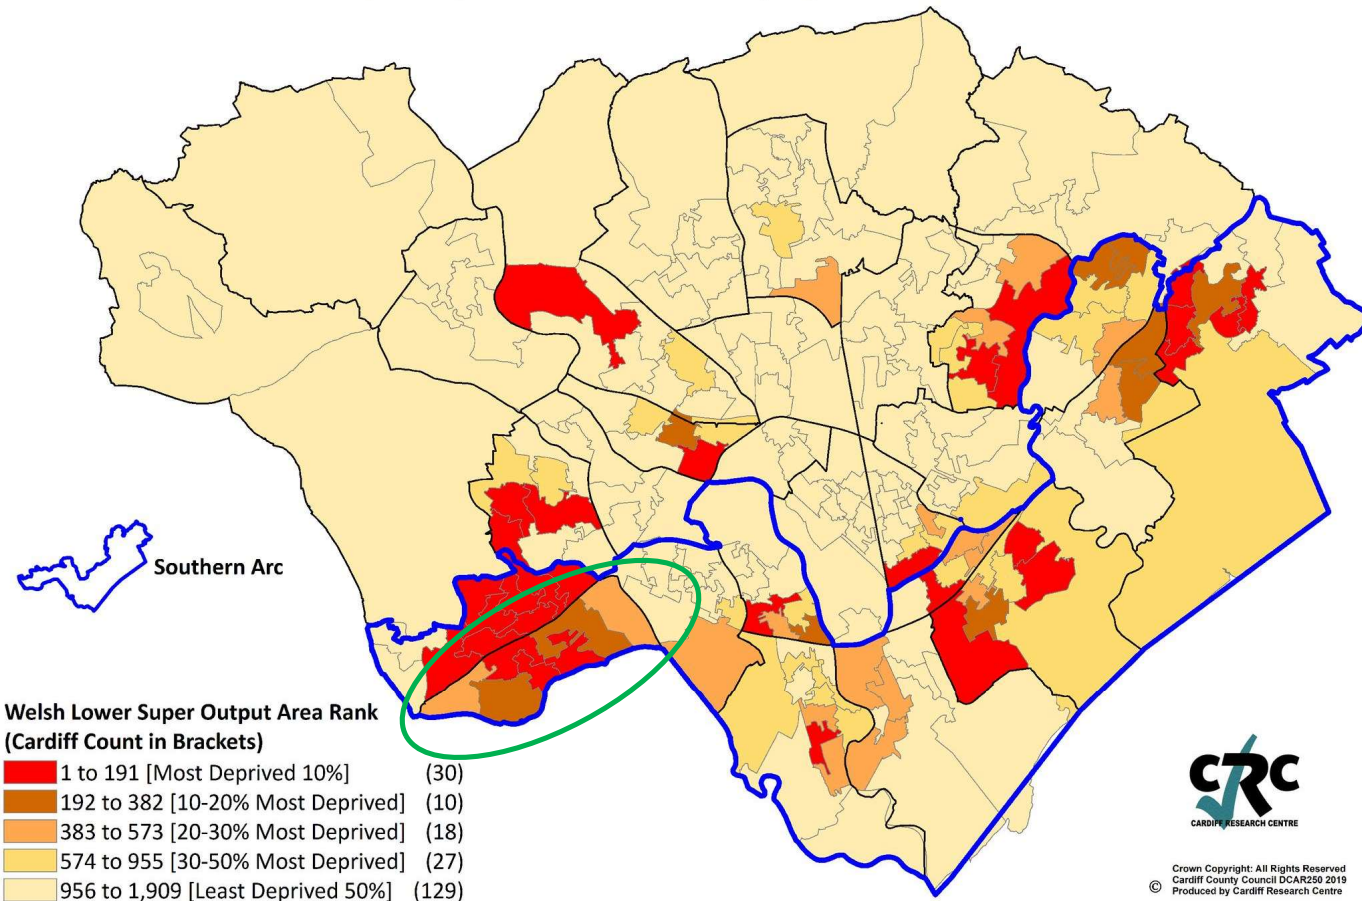 Southern Arc
Welsh Lower Super Output Area Rank
(Cardiff Count in Brackets)
1 to 191 [Most Deprived 10%] (30)
192 to 382 [10-20% Most Deprived] (10)
383 to 573 [20-30% Most Deprived] (18)
574 to 955 [30-50% Most Deprived] (27)
956 to 1,909 [Least Deprived 50%] (129)
CRC
CARDIFF RESEARCH CENTRE
Crown Copyright: All Rights Reserved
Cardiff County Council DCAR250 2019
© Produced by Cardiff Research Centre